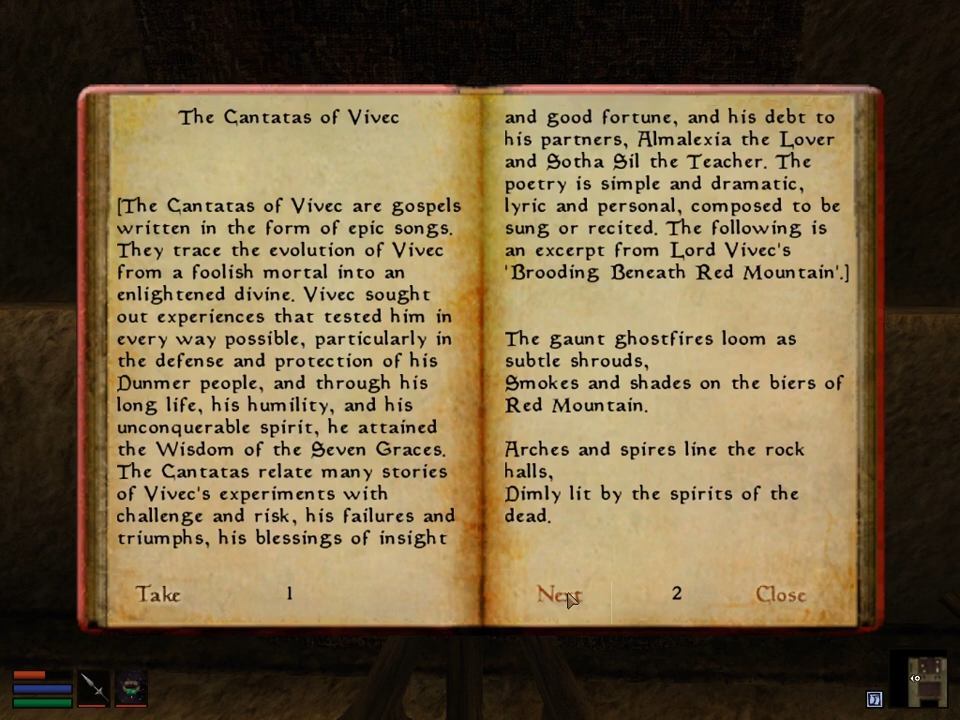 The Cantatas of Vivec
[The Cantatas of Vivec are gospels
written in the form of epic songs.
They trace the evolution of Vivec
from a foolish mortal into an
enlightened divine. Vivec sought
out experiences that tested him in
every way possible, particularly in
the defense and protection of his
Dunmer people, and through his
long life, his humility, and his
unconquerable spirit, he attained
the Wisdom of the Seven Graces.
The Cantatas relate many stories
of Vivec's experiments with
challenge and risk, his failures and
triumphs, his blessings of insight
Take
1
and good fortune, and his debt to
his partners, Almalexia the Lover
and Sotha Sil the Teacher. The
poetry is simple and dramatic,
lyric and personal, composed to be
sung or recited. The following is
an excerpt from Lord Vivec's
'Brooding Beneath Red Mountain'.]
The gaunt ghostfires loom as
subtle shrouds,
Smokes and shades on the biers of
Red Mountain.
Arches and spires line the rock
halls,
Dimly lit by the spirits of the
dead.
Next
2
Close